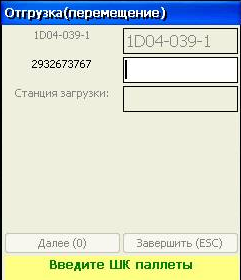 Отгрузка(перемещение)
1D04-039-1 1D04-039-1
2932673767
Станция загрузки:
Далее (0) Завершить (ESC)
Введите ШК паллеты